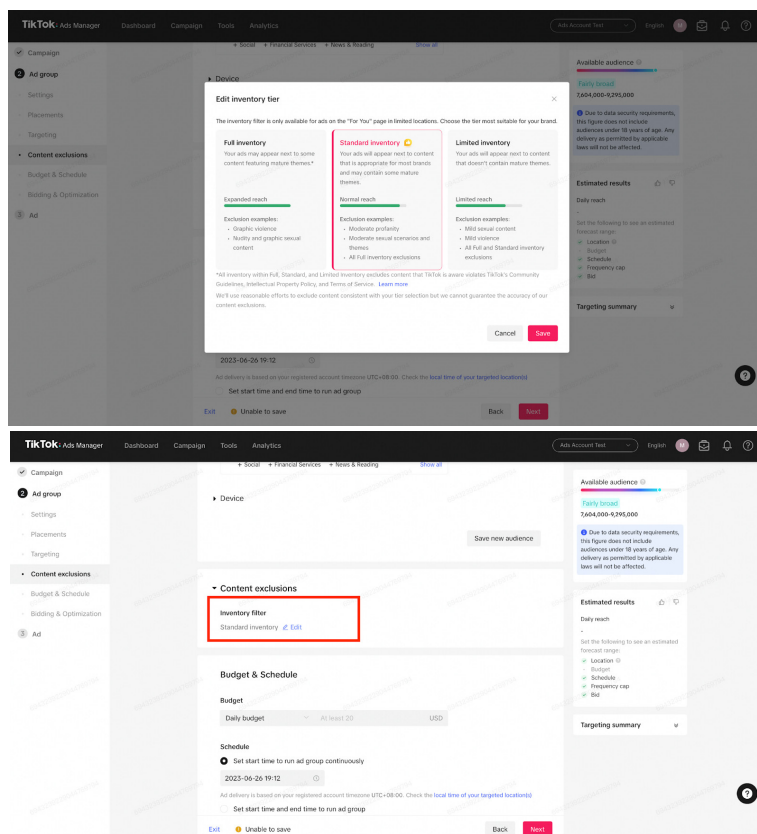 TikTok: Ads Manager
Dashboard
Campaign
Tools
Analytics
Ads Account Test
English
M
Campaign
2 Ad group
Settings
Placements
Targeting
Content exclusions
Budget & Schedule
Bidding & Optimization
3 Ad
+ Social + Financial Services + News & Reading Show all
Device
Edit inventory tier
The inventory filter is only available for ads on the "For You" page in limited locations. Choose the tier most suitable for your brand.
Full inventory
Your ads may appear next to some
content featuring mature themes.*
Expanded reach
Exclusion examples:
Graphic violence
Nudity and graphic sexual
content
Standard inventory
Your ads will appear next to content
that is appropriate for most brands
and may contain some mature
themes.
Normal reach
Exclusion examples:
Moderate profanity
Moderate sexual scenarios and
themes
All Full Inventory exclusions
Limited inventory
Your ads will appear next to content
that doesn't contain mature themes.
Limited reach
Exclusion examples:
Mild sexual content
Mild violence
All Full and Standard inventory
exclusions
*All inventory within Full, Standard, and Limited Inventory excludes content that TikTok is aware violates TikTok's Community
Guidelines, Intellectual Property Policy, and Terms of Service. Learn more
We'll use reasonable efforts to exclude content consistent with your tier selection but we cannot guarantee the accuracy of our
content exclusions.
Cancel
Save
2023-06-26 19:12
Ad delivery is based on your registered account timezone UTC+08:00. Check the local time of your targeted location(s)
Set start time and end time to run ad group
Exit
Unable to save
Back
Next
Available audience
Fairly broad
7,604,000-9,295,000
Due to data security requirements,
this figure does not include
audiences under 18 years of age. Any
delivery as permitted by applicable
laws will not be affected.
Estimated results
Daily reach
-
Set the following to see an estimated
forecast range:
Location
Budget
Schedule
Frequency cap
Bid
Targeting summary
TikTok: Ads Manager
Dashboard
Campaign
Tools
Analytics
Ads Account Test
English
M
Campaign
2 Ad group
Settings
Placements
Targeting
Content exclusions
Budget & Schedule
Bidding & Optimization
3 Ad
+ Social + Financial Services + News & Reading Show all
Device
Save new audience
Content exclusions
Inventory filter
Standard inventory Edit
Budget & Schedule
Budget
Daily budget
At least 20
USD
Schedule
Set start time to run ad group continuously
2023-06-26 19:12
Ad delivery is based on your registered account timezone UTC+08:00. Check the local time of your targeted location(s)
Set start time and end time to run ad group
Exit
Unable to save
Back
Next
Available audience
Fairly broad
7,604,000-9,295,000
Due to data security requirements,
this figure does not include
audiences under 18 years of age. Any
delivery as permitted by applicable
laws will not be affected.
Estimated results
Daily reach
-
Set the following to see an estimated
forecast range:
Location
Budget
Schedule
Frequency cap
Bid
Targeting summary